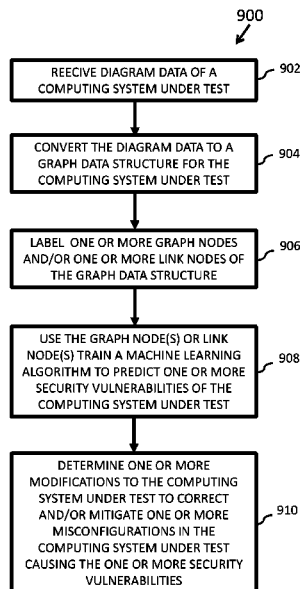 900
REECIVE DIAGRAM DATA OF A
COMPUTING SYSTEM UNDER TEST
902
CONVERT THE DIAGRAM DATA TO A
GRAPH DATA STRUCTURE FOR THE
COMPUTING SYSTEM UNDER TEST
904
LABEL ONE OR MORE GRAPH NODES
AND/OR ONE OR MORE LINK NODES OF
THE GRAPH DATA STRUCTURE
906
USE THE GRAPH NODE(S) OR LINK
NODE(S) TRAIN A MACHINE LEARNING
ALGORITHM TO PREDICT ONE OR MORE
SECURITY VULNERABILITIES OF THE
COMPUTING SYSTEM UNDER TEST
908
DETERMINE ONE OR MORE
MODIFICATIONS TO THE COMPUTING
SYSTEM UNDER TEST TO CORRECT
AND/OR MITIGATE ONE OR MORE
MISCONFIGURATIONS IN THE
COMPUTING SYSTEM UNDER TEST
CAUSING THE ONE OR MORE SECURITY
VULNERABILITIES
910